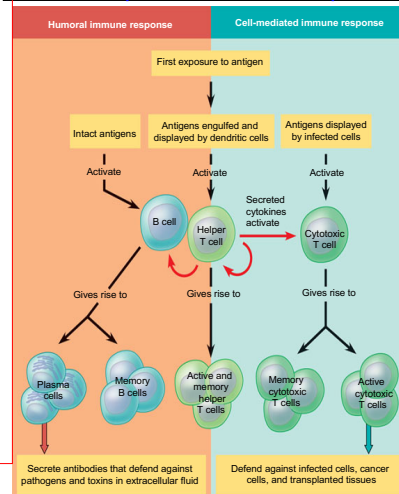 Humoral immune response
Cell-mediated immune response
First exposure to antigen
Intact antigens
Antigens engulfed and
displayed by dendritic cells
Antigens displayed
by infected cells
Activate
Activate
Activate
Secreted
cytokines
activate
B cell
Helper
T cell
Cytotoxic
T cell
Gives rise to
Gives rise to
Gives rise to
Plasma
cells
Memory
B cells
Active and
memory
helper
T cells
Memory
cytotoxic
T cells
Active
cytotoxic
T cells
Secrete antibodies that defend against
pathogens and toxins in extracellular fluid
Defend against infected cells, cancer
cells, and transplanted tissues